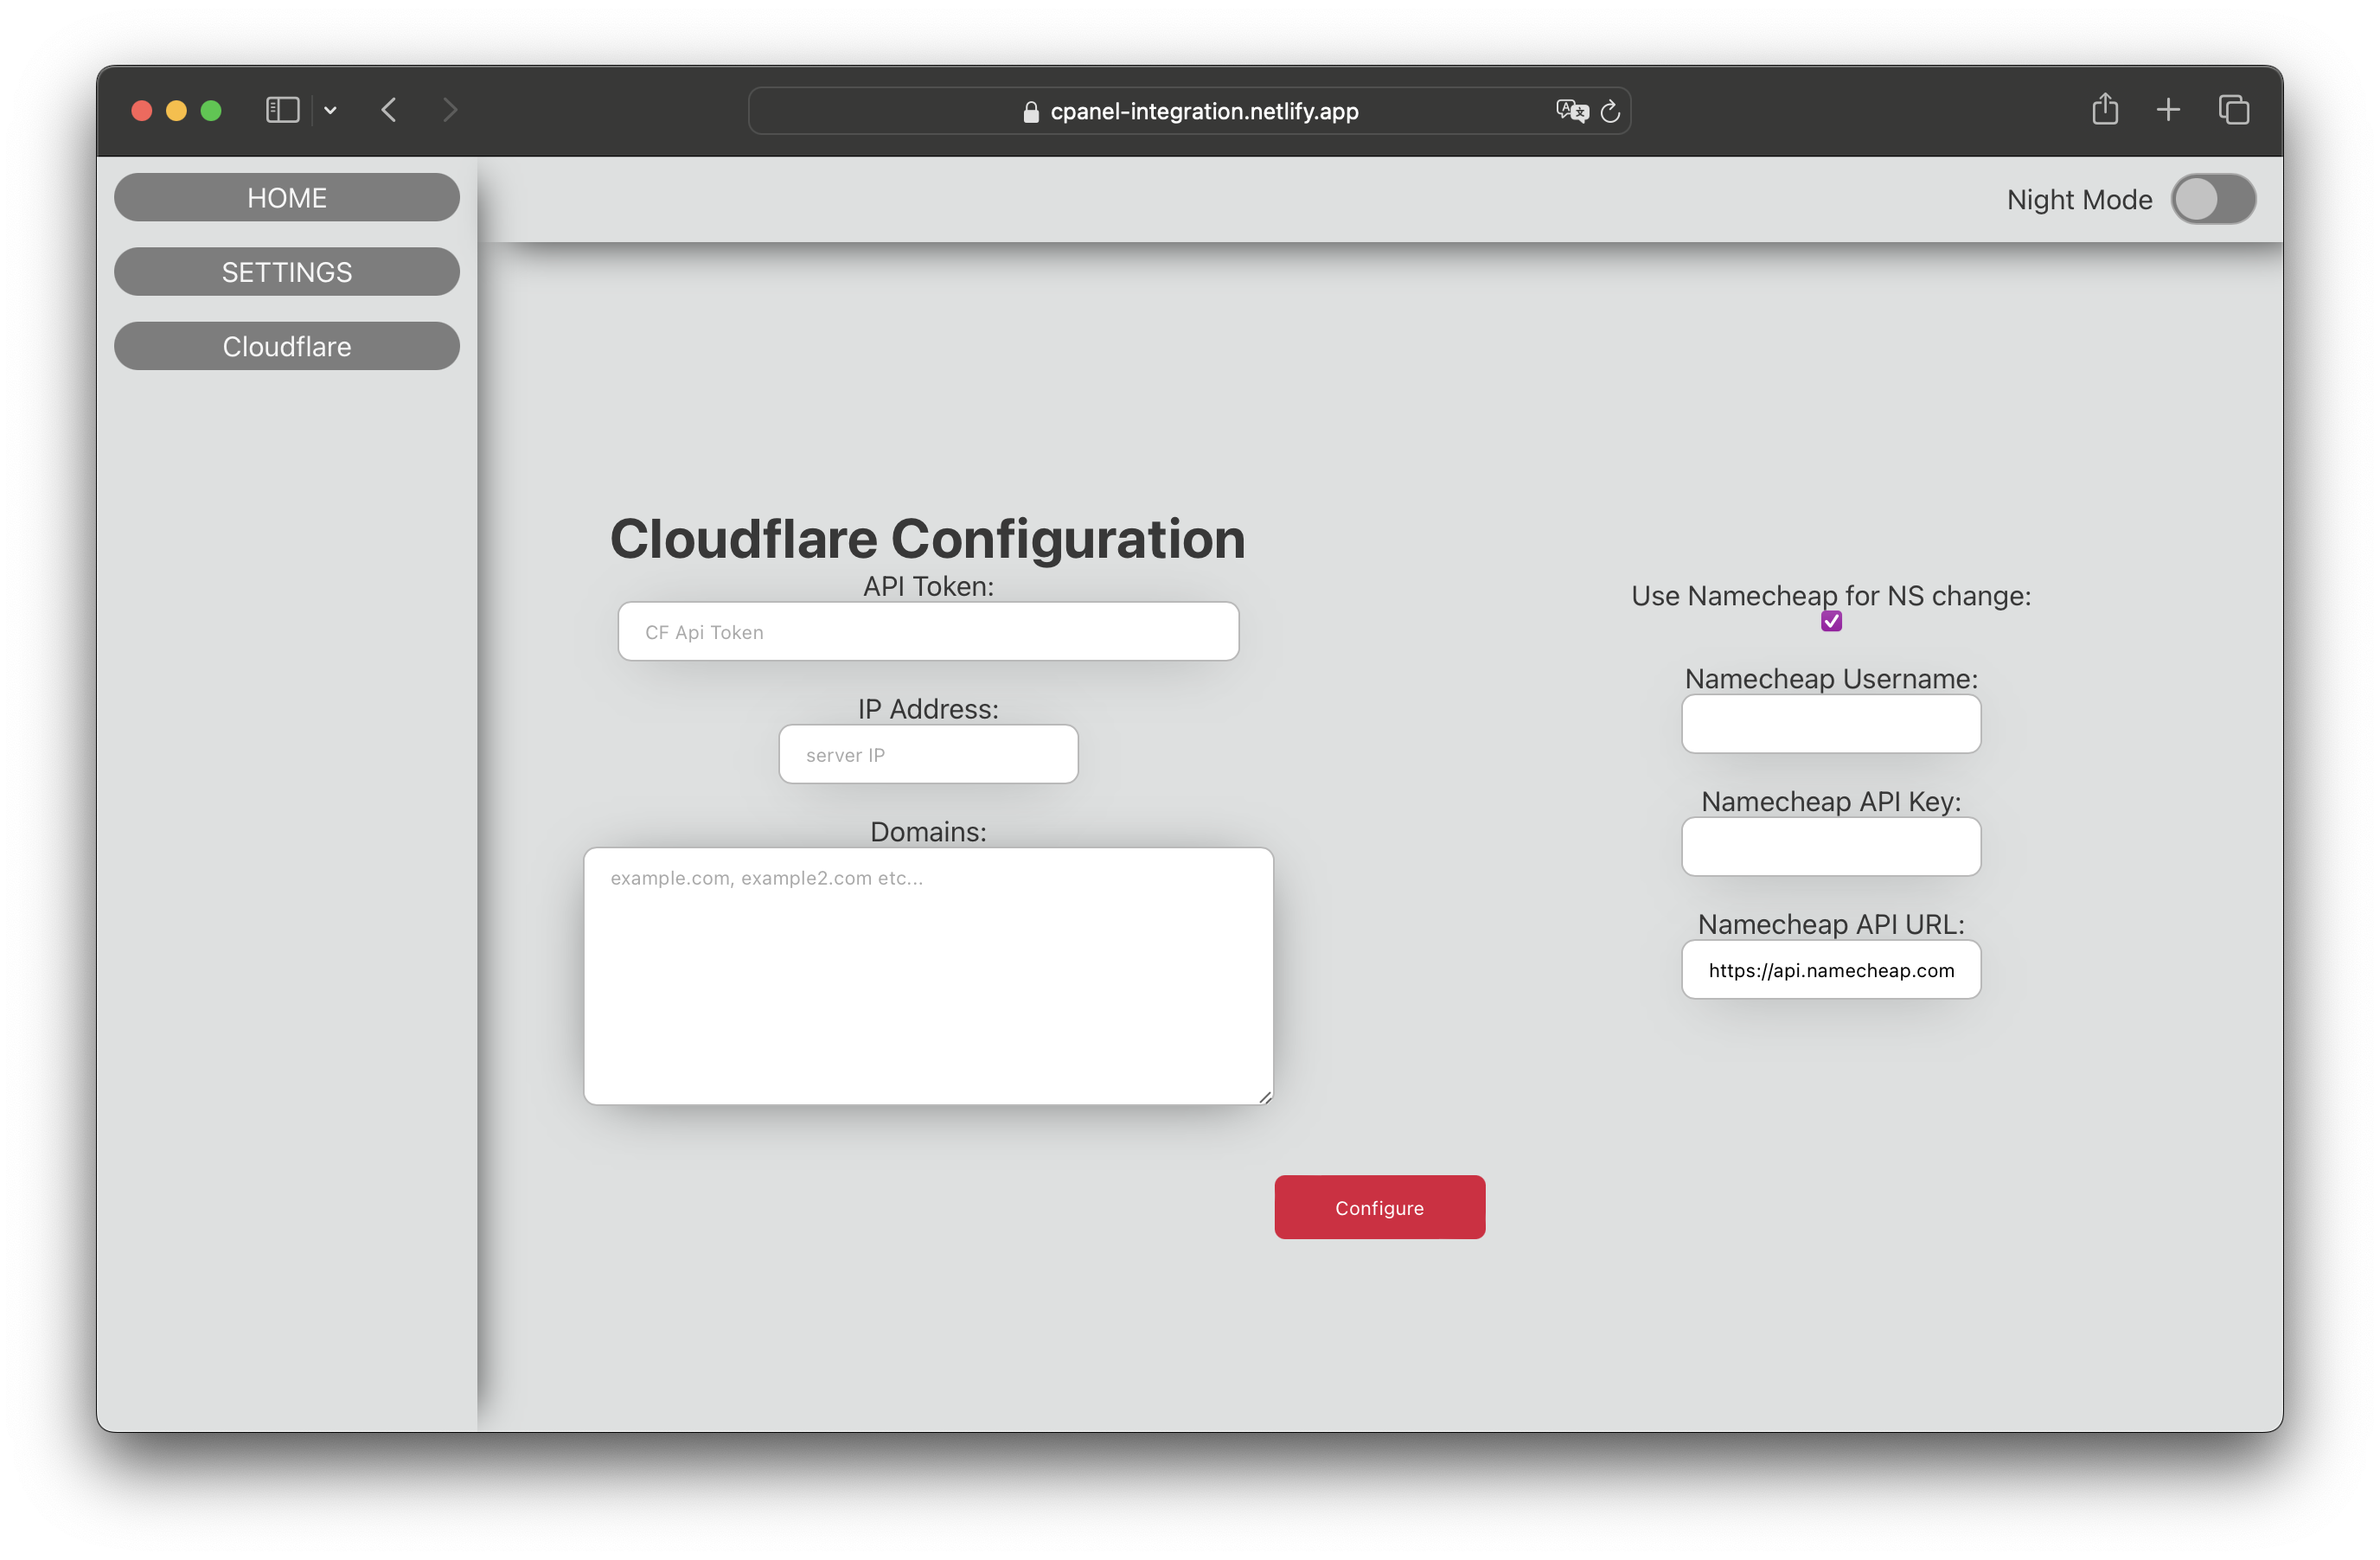 cpanel-integration.netlify.app
HOME
SETTINGS
Cloudflare
Night Mode
Cloudflare Configuration
API Token:
CF Api Token
IP Address:
server IP
Domains:
example.com, example2.com etc...
Use Namecheap for NS change:
Namecheap Username:
Namecheap API Key:
Namecheap API URL:
https://api.namecheap.com
Configure